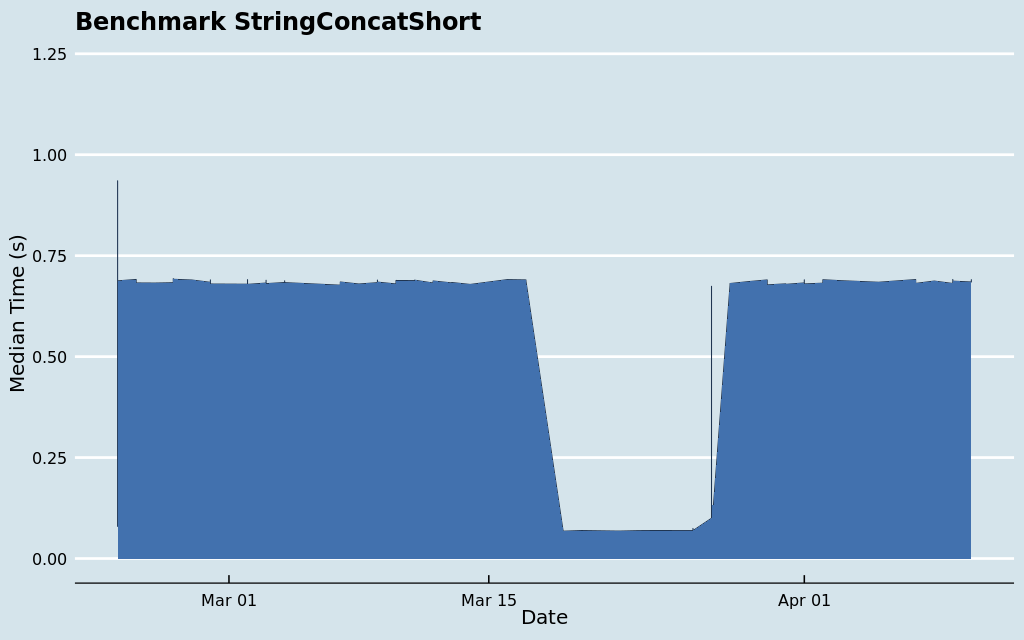 Benchmark StringConcatShort
1.25
1.00
0.75
0.50
0.25
0.00
Median Time (s)
Mar 01
Mar 15
Apr 01
Date